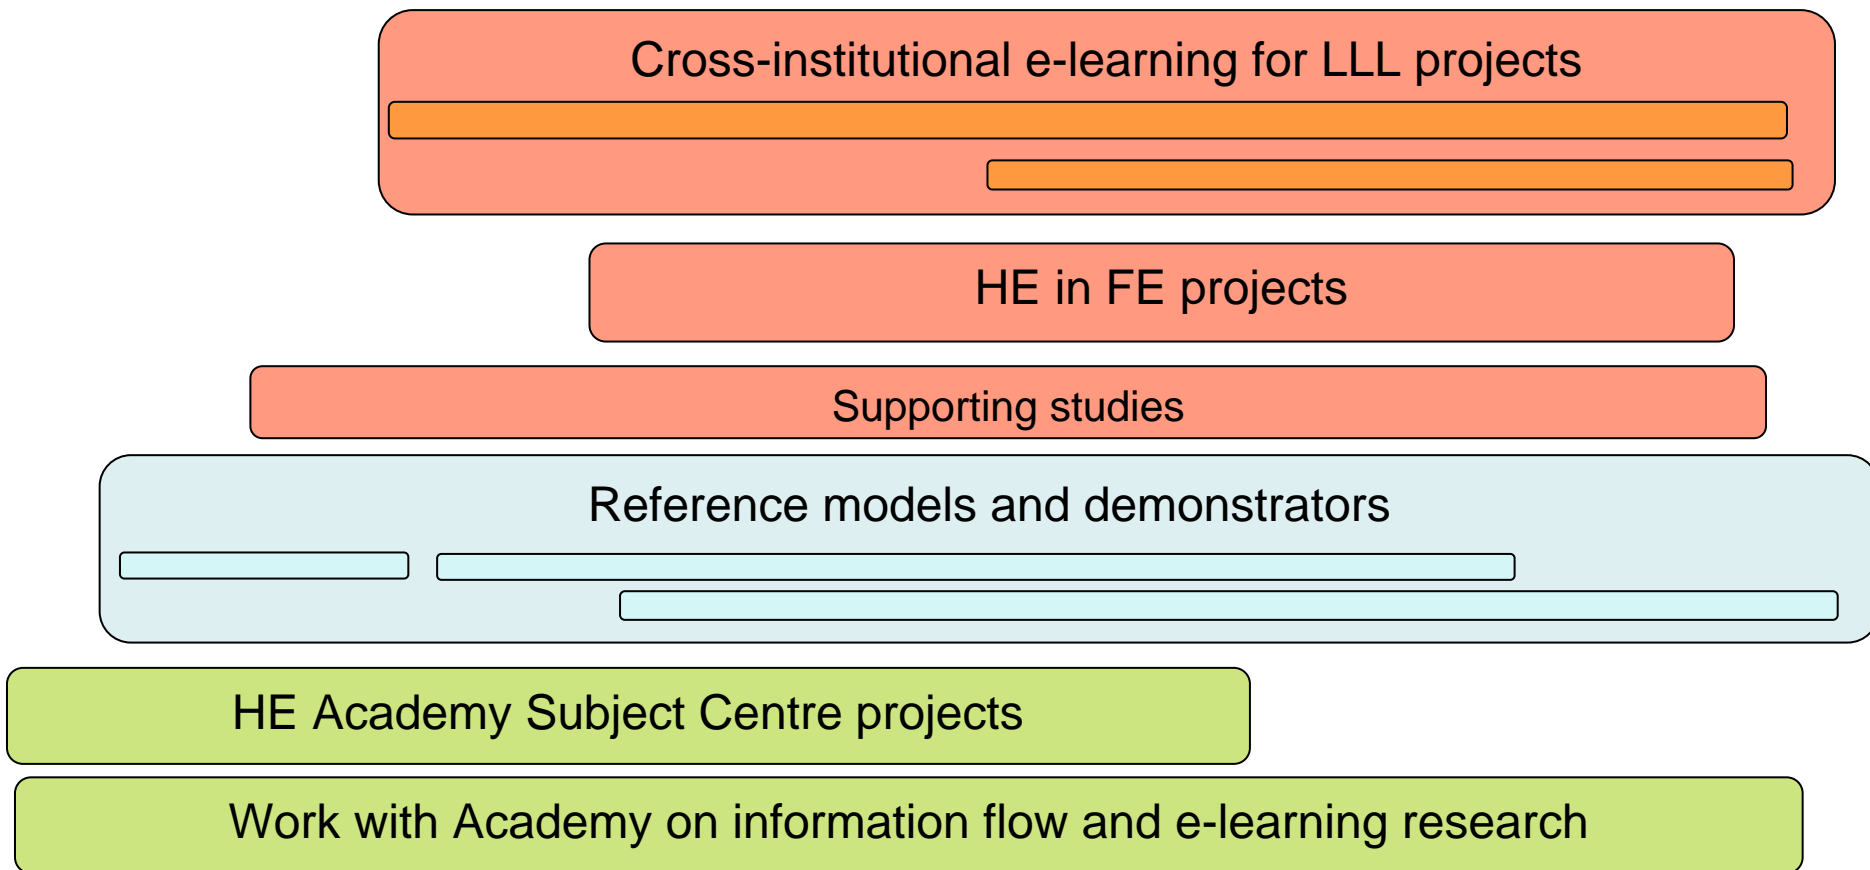 Cross-institutional e-learning for LLL projects
HE in FE projects
Supporting studies
Reference models and demonstrators
HE Academy Subject Centre projects
Work with Academy on information flow and e-learning research